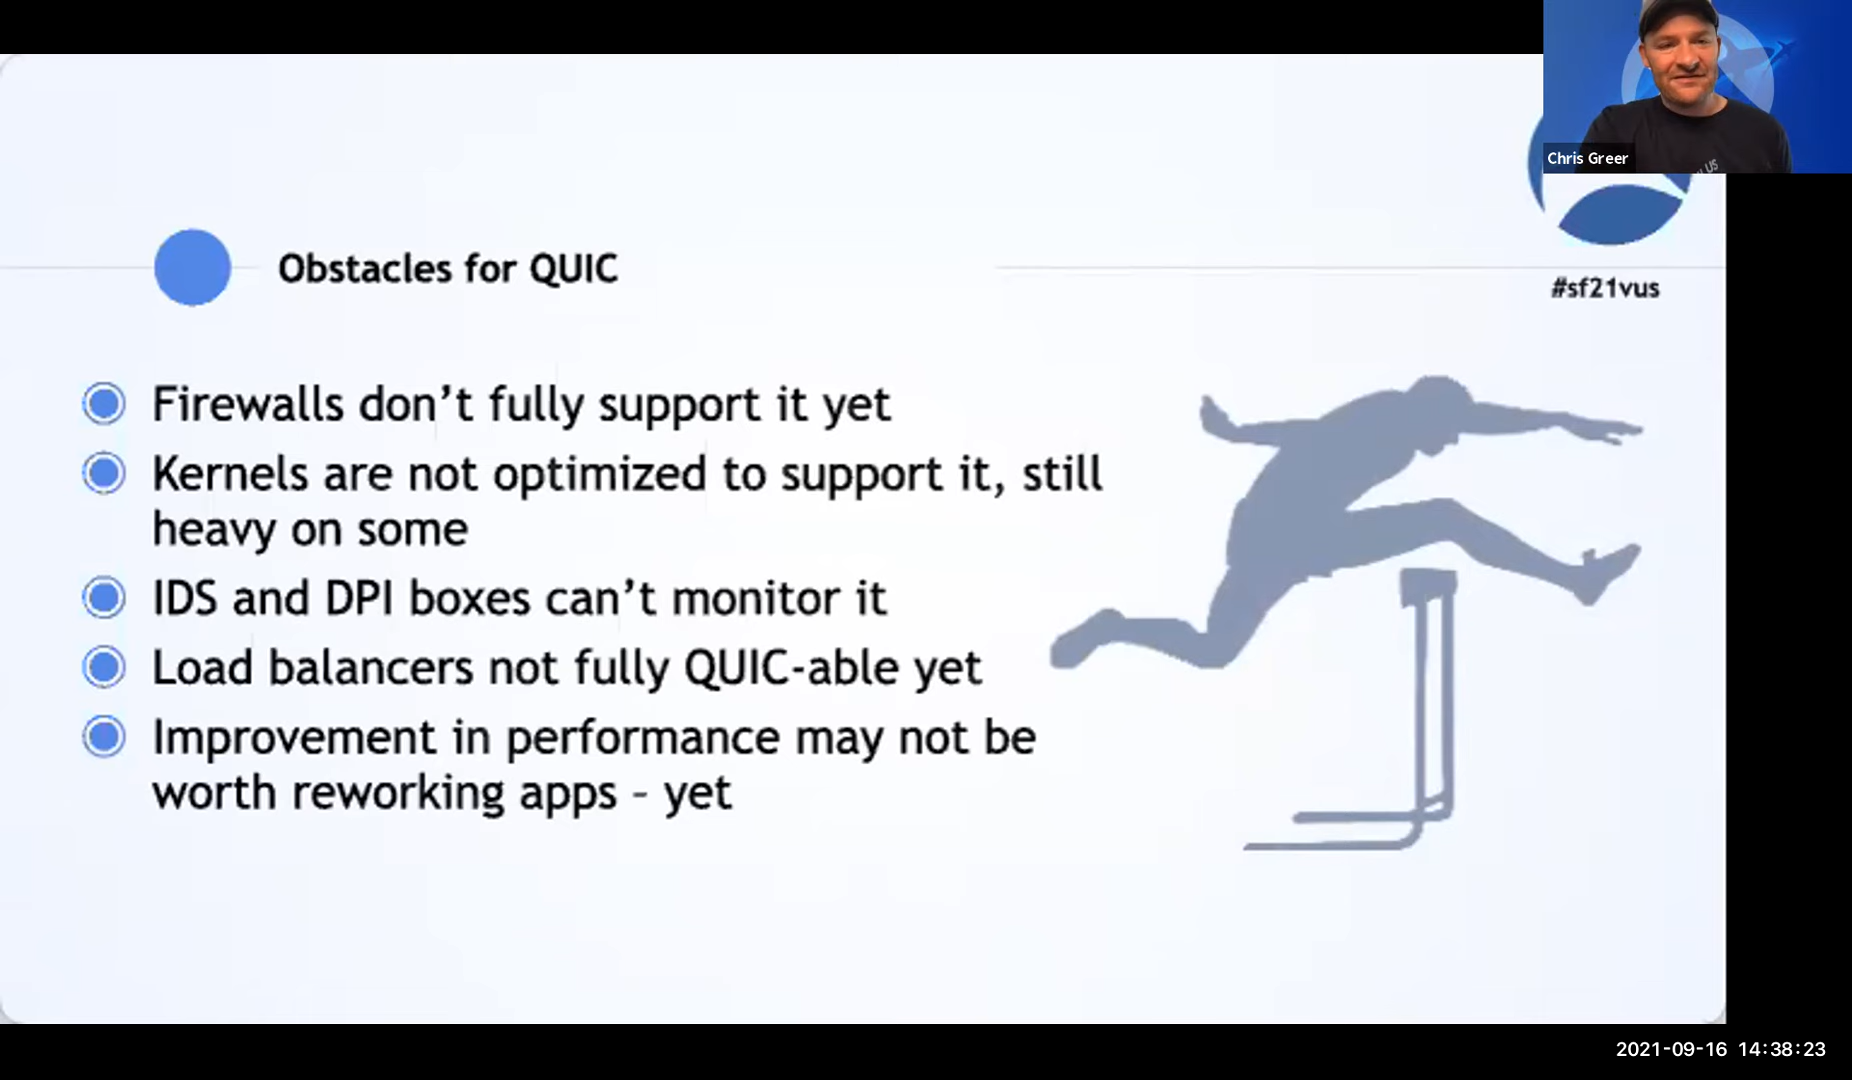 Chris Greer
Obstacles for QUIC
#sf21vus
Firewalls don’t fully support it yet
Kernels are not optimized to support it, still
heavy on some
IDS and DPI boxes can’t monitor it
Load balancers not fully QUIC-able yet
Improvement in performance may not be
worth reworking apps – yet
2021-09-16 14:38:23